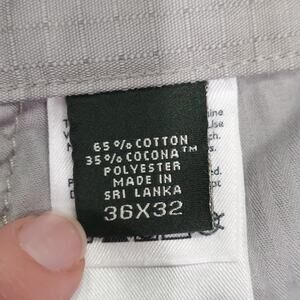 65% COTTON
35% COCONA™
POLYESTER
MADE IN
SRI LANKA
36X32